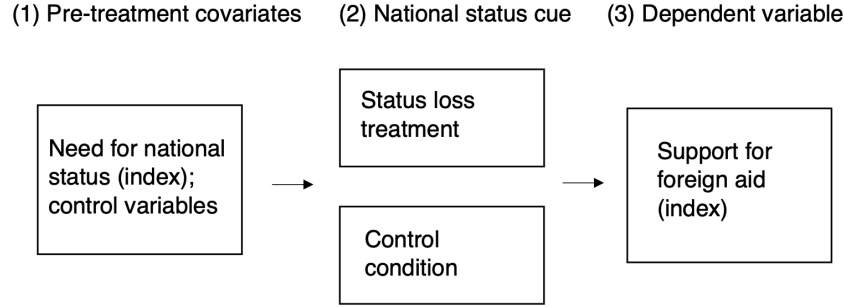 (1) Pre-treatment covariates
(2) National status cue
(3) Dependent variable
Need for national
status (index);
control variables
Status loss
treatment
Control
condition
Support for
foreign aid
(index)